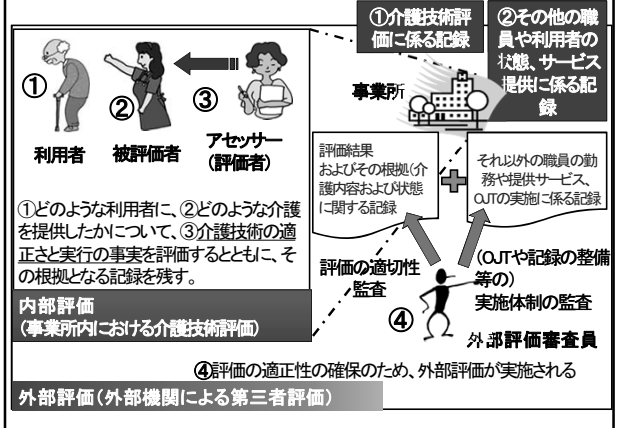 ①介護技術評
価に係る記録
②その他の職
員や利用者の
状態、サービス
提供に係る記
録
事業所
①
②
③
利用者
被評価者
アセッサー
(評価者)
評価結果
およびその根拠(介
護内容および状態
に関する記録
それ以外の職員の勤
務や提供サービス、
OJTの実施に係る記録
①どのような利用者に、②どのような介護
を提供したかについて、③介護技術の適
正さと実行の事実を評価するとともに、そ
の根拠となる記録を残す。
内部評価
(事業所内における介護技術評価)
評価の適切性
監査
(OJTや記録の整備
等の)
実施体制の監査
④
外部評価審査員
④評価の適正性の確保のため、外部評価が実施される
外部評価(外部機関による第三者評価)